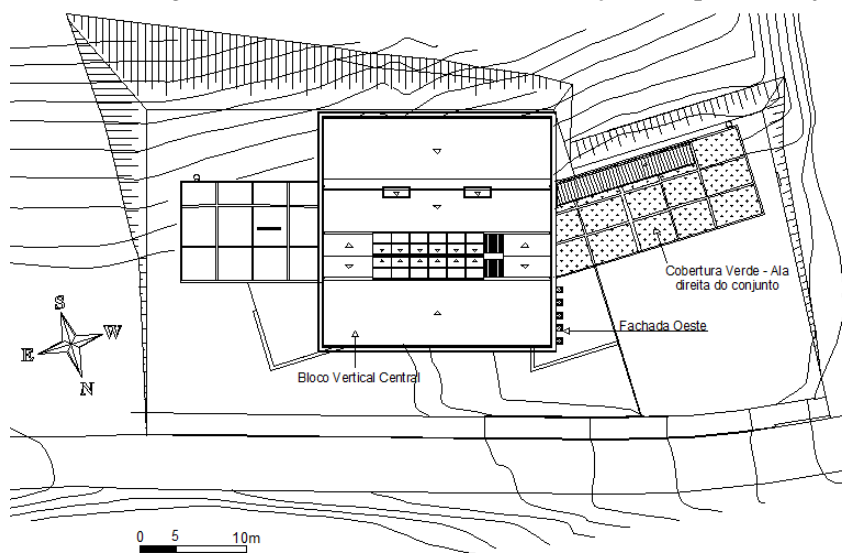 Cobertura Verde - Ala
direita do conjunto
Fachada Oeste
Bloco Vertical Central
S
W
E
N
0 5 10m